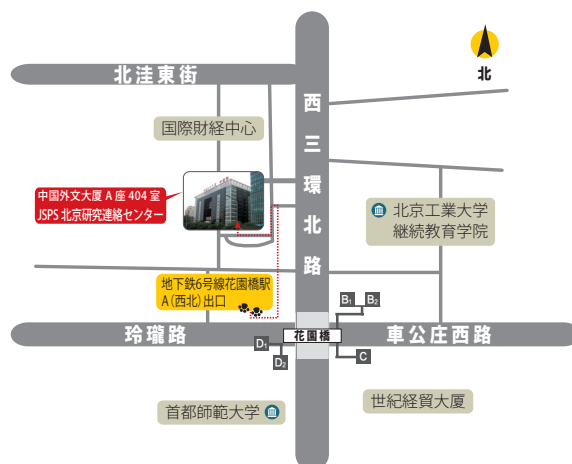 北
北洼東街
西三環北路
国際財経中心
中国外文大厦 A 座 404 室
JSPS 北京研究連絡センター
北京工業大学
継続教育学院
地下鉄6号線花園橋駅
A（西北）出口
B1
B2
玲瓏路
花園橋
車公庄西路
D1
D2
C
世紀経貿大厦
首都師範大学